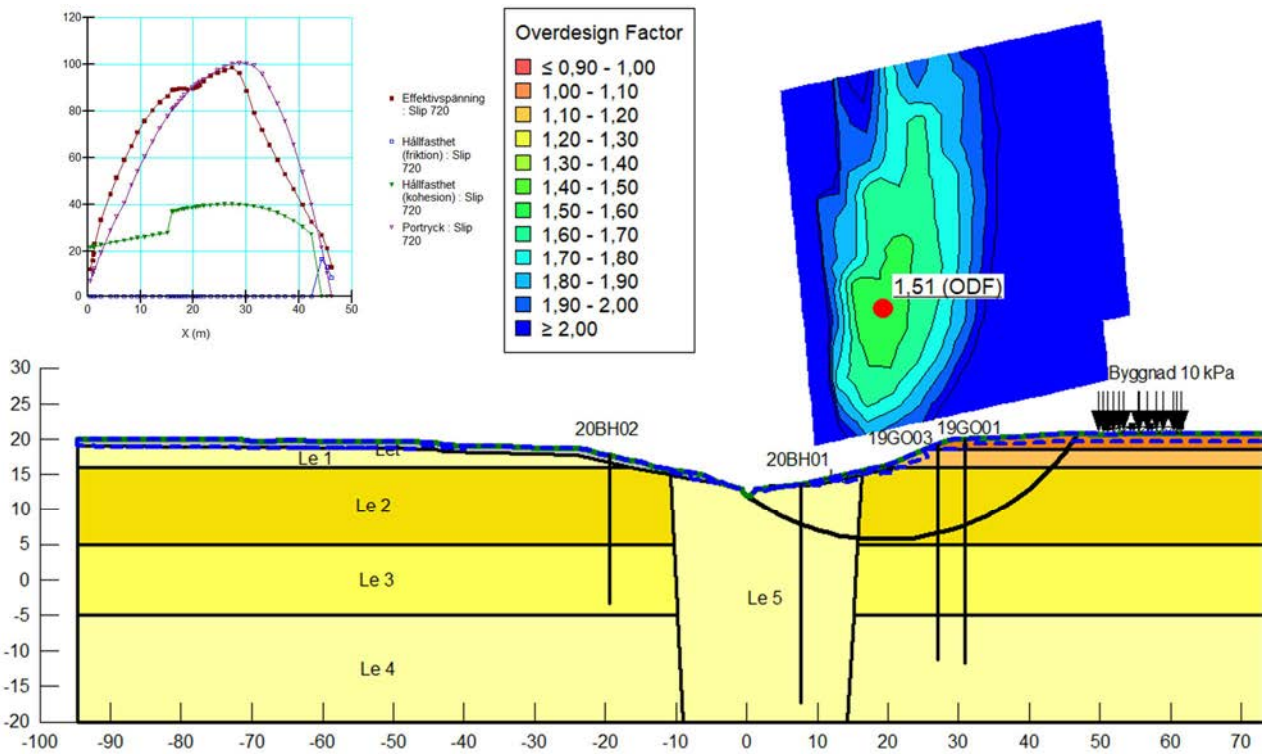 120
100
80
60
40
20
0
0 10 20 30 40 50
X (m)
Effektivspänning
: Slip 720
Hållfasthet
(friktion) : Slip
720
Hållfasthet
(kohesion) : Slip
720
Portryck : Slip
720
Overdesign Factor
≤ 0,90 - 1,00
1,00 - 1,10
1,10 - 1,20
1,20 - 1,30
1,30 - 1,40
1,40 - 1,50
1,50 - 1,60
1,60 - 1,70
1,70 - 1,80
1,80 - 1,90
1,90 - 2,00
≥ 2,00
1,51 (ODF)
Byggnad 10 kPa
20BH02
20BH01
19GO03
19GO01
Le 1
Let
Le 2
Le 3
Le 4
Le 5
30
25
20
15
10
5
0
-5
-10
-15
-20
-100 -90 -80 -70 -60 -50 -40 -30 -20 -10 0 10 20 30 40 50 60 70